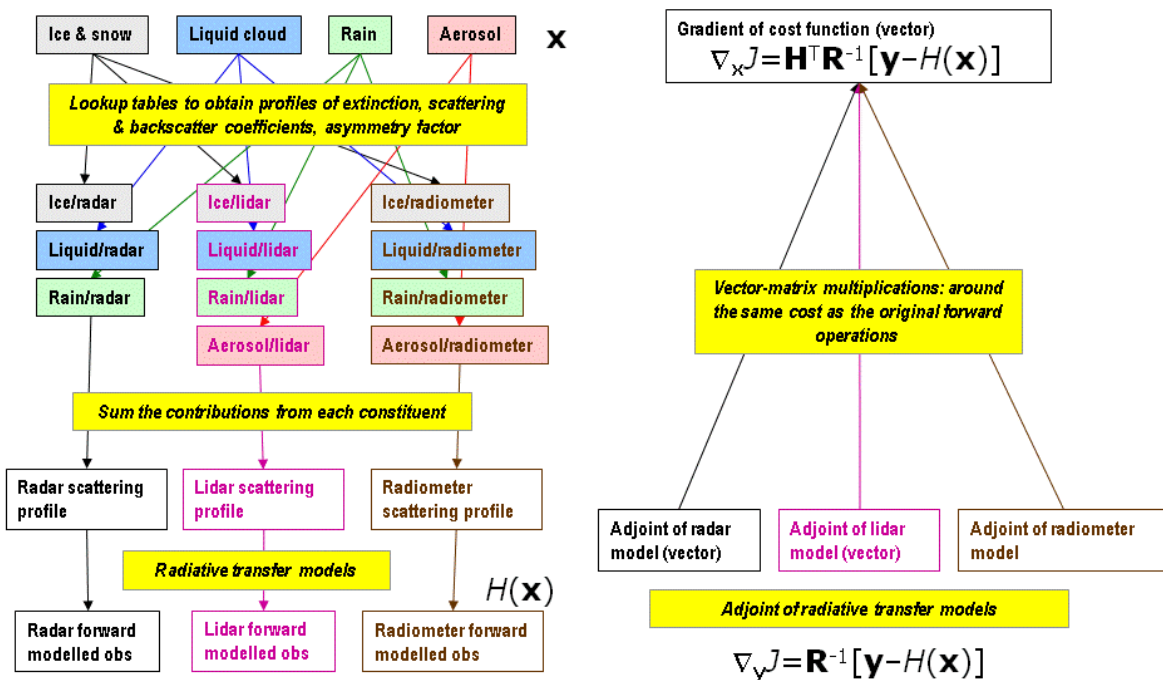 Ice & snow
Liquid cloud
Rain
Aerosol
x
Lookup tables to obtain profiles of extinction, scattering
& backscatter coefficients, asymmetry factor
Ice/radar
Ice/lidar
Ice/radiometer
Liquid/radar
Liquid/lidar
Liquid/radiometer
Rain/radar
Rain/lidar
Rain/radiometer
Aerosol/lidar
Aerosol/radiometer
Sum the contributions from each constituent
Radar scattering
profile
Lidar scattering
profile
Radiometer
scattering profile
Radiative transfer models
H(x)
Radar forward
modelled obs
Lidar forward
modelled obs
Radiometer forward
modelled obs
Gradient of cost function (vector)
∇ₓJ=HᵀR⁻¹[y–H(x)]
Vector-matrix multiplications: around
the same cost as the original forward
operations
Adjoint of radar
model (vector)
Adjoint of lidar
model (vector)
Adjoint of radiometer
model
Adjoint of radiative transfer models
∇yJ=R⁻¹[y–H(x)]